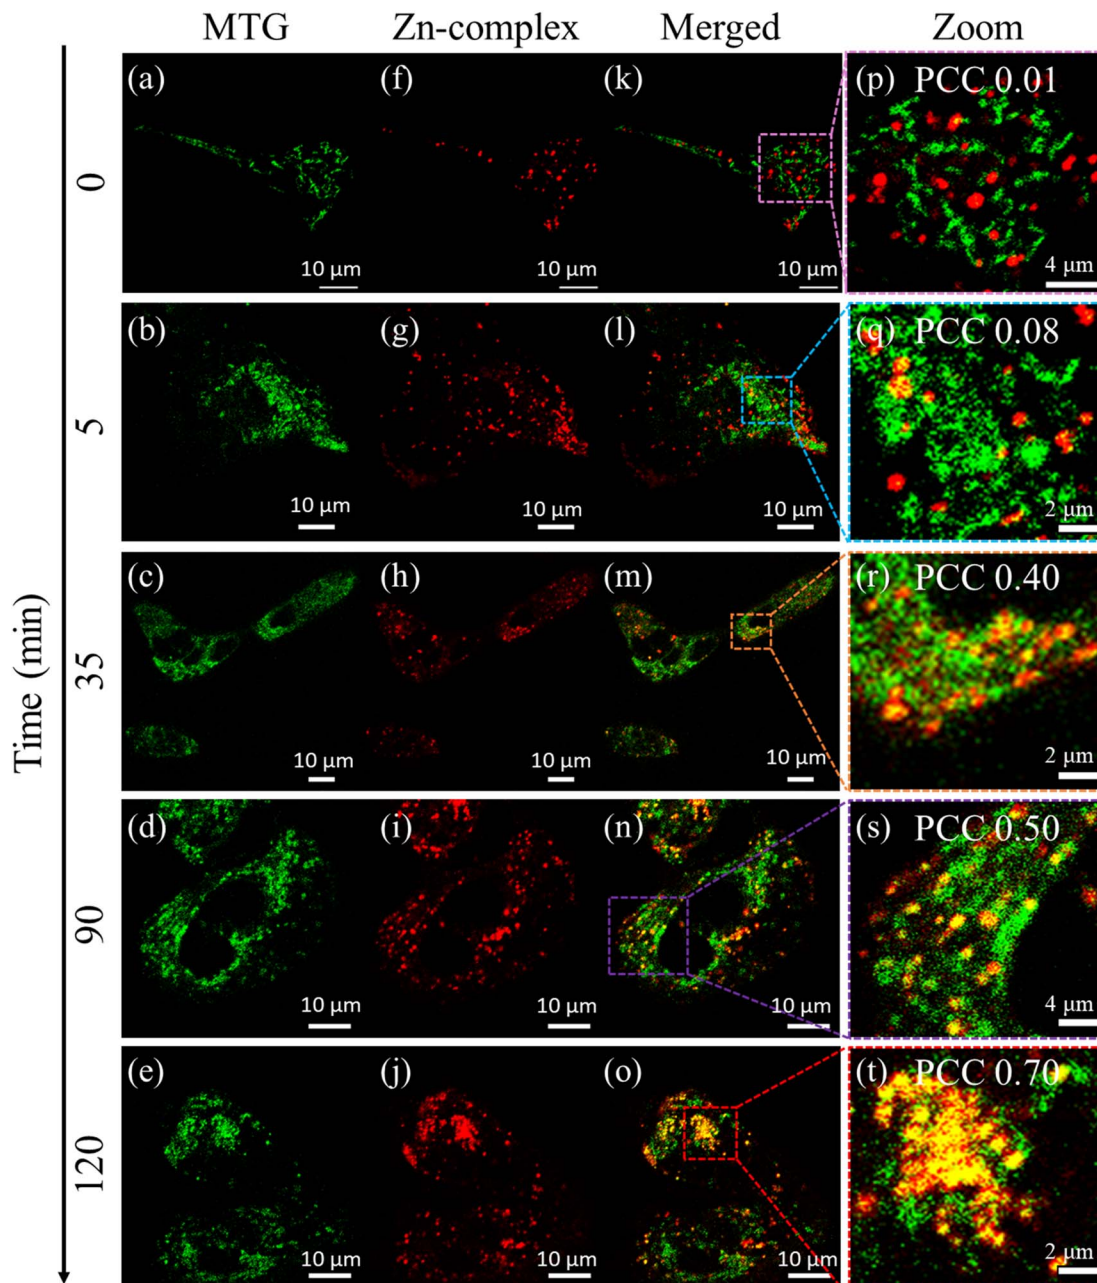 MTG Zn-complex Merged Zoom
Time (min)
0
(a) (f) (k) (p) PCC 0.01
10 μm 10 μm 10 μm 4 μm
5
(b) (g) (l) (q) PCC 0.08
10 μm 10 μm 10 μm 2 μm
35
(c) (h) (m) (r) PCC 0.40
10 μm 10 μm 10 μm 2 μm
90
(d) (i) (n) (s) PCC 0.50
10 μm 10 μm 10 μm 4 μm
120
(e) (j) (o) (t) PCC 0.70
10 μm 10 μm 10 μm 2 μm